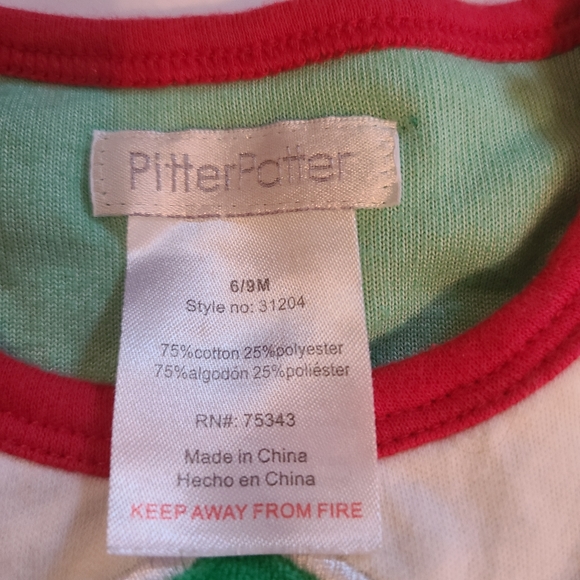 PitterPatter
6/9M
Style no: 31204
75%cotton 25%polyester
75%algodón 25%poliéster
RN#: 75343
Made in China
Hecho en China
KEEP AWAY FROM FIRE